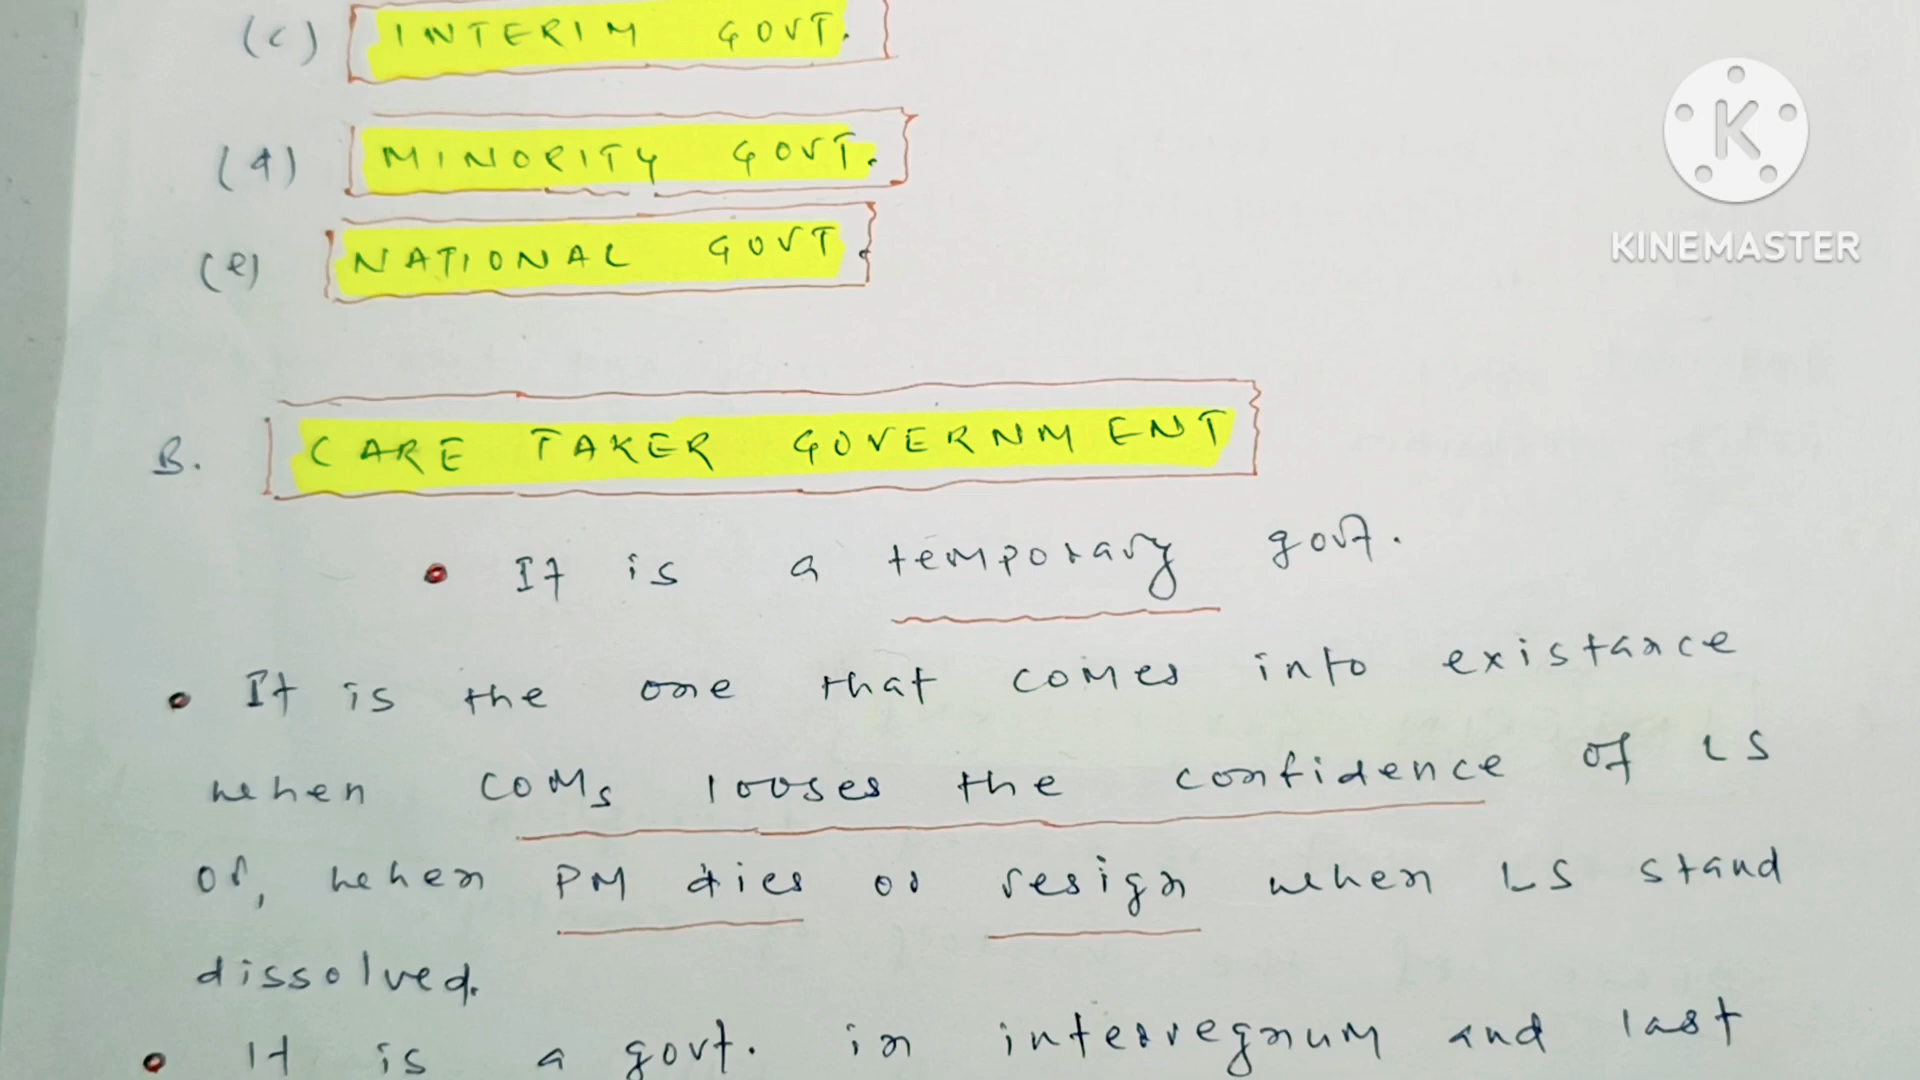 (c) INTERIM GOVT.
(d) MINORITY GOVT.
(e) NATIONAL GOVT.
K
KINEMASTER
B. CARE TAKER GOVERNMENT
• It is a temporary govt.
• It is the one that comes into existance
when COMs looses the confidence of LS
or, when PM dies or resign when LS stand
dissolved.
• It is a govt. in interregnum and last